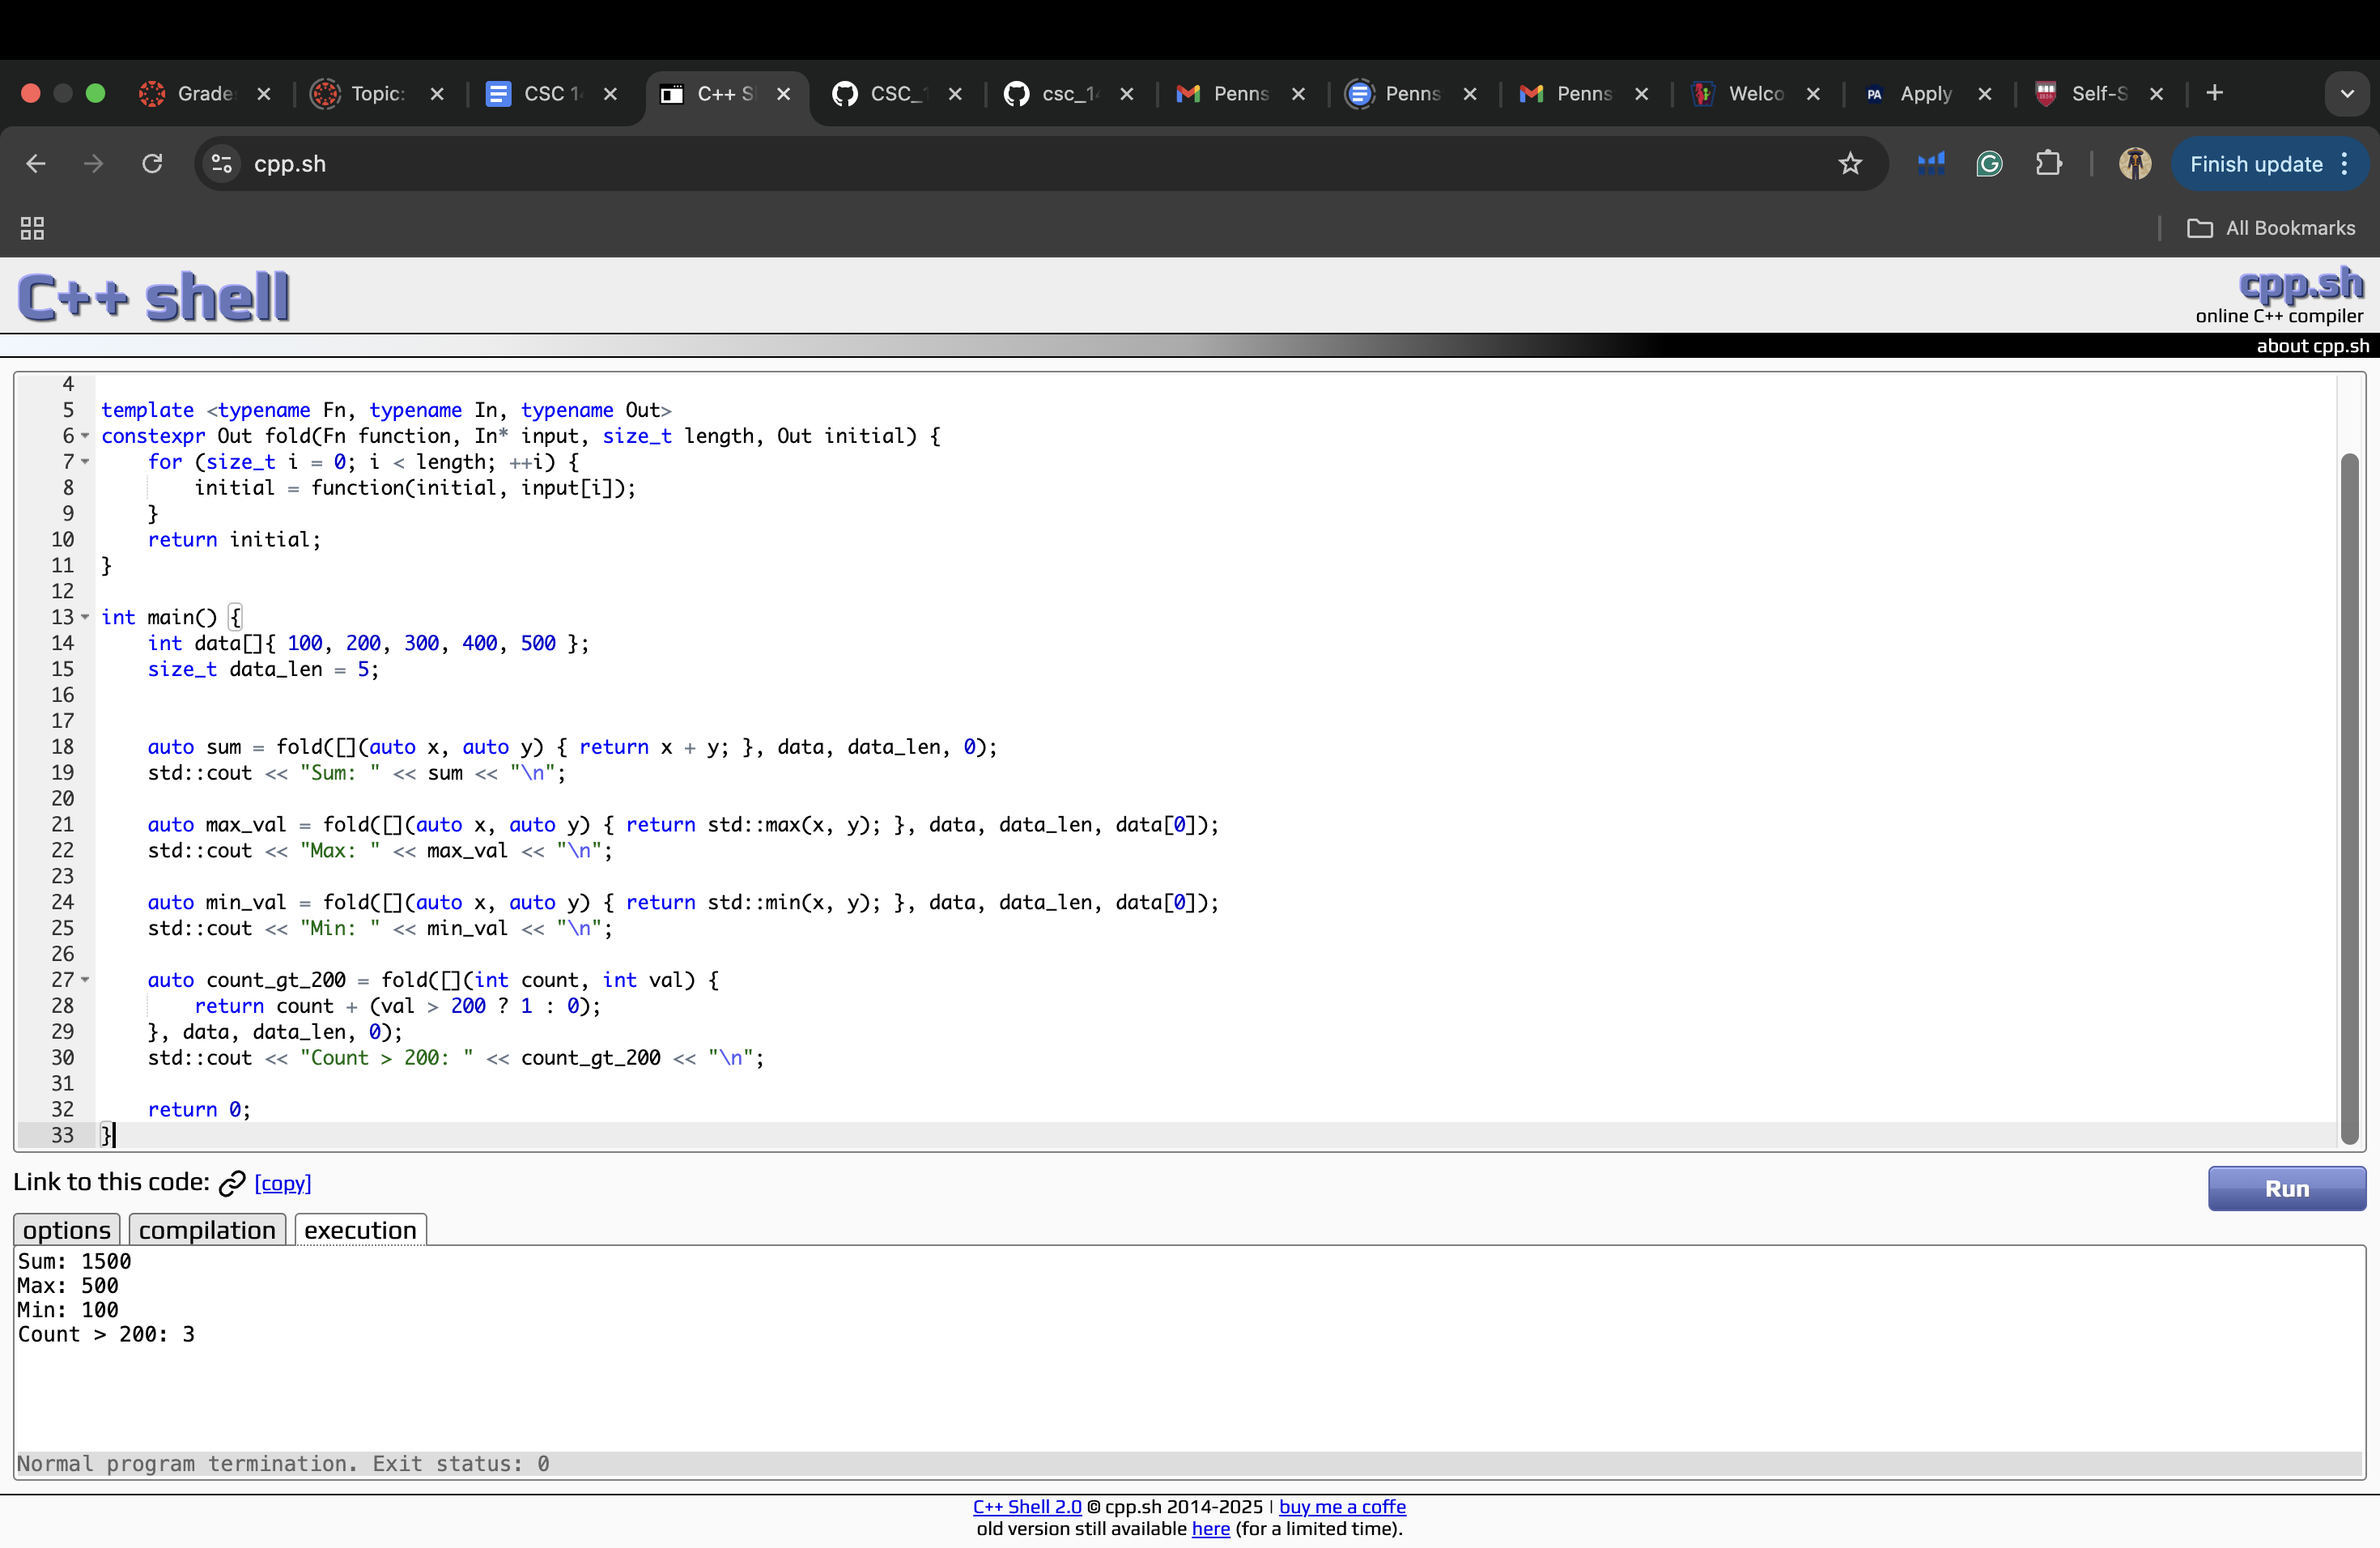 Grade
Topic:
CSC 1
C++ S
CSC_1
csc_1
Penns
Penns
Penns
Welco
PA Apply
Self-S
cpp.sh
Finish update
All Bookmarks
C++ shell
cpp.sh
online C++ compiler
about cpp.sh
4
5 template <typename Fn, typename In, typename Out>
6 constexpr Out fold(Fn function, In* input, size_t length, Out initial) {
7     for (size_t i = 0; i < length; ++i) {
8         initial = function(initial, input[i]);
9     }
10     return initial;
11 }
12
13 int main() {
14     int data[]{ 100, 200, 300, 400, 500 };
15     size_t data_len = 5;
16
17
18     auto sum = fold([](auto x, auto y) { return x + y; }, data, data_len, 0);
19     std::cout << "Sum: " << sum << "\n";
20
21     auto max_val = fold([](auto x, auto y) { return std::max(x, y); }, data, data_len, data[0]);
22     std::cout << "Max: " << max_val << "\n";
23
24     auto min_val = fold([](auto x, auto y) { return std::min(x, y); }, data, data_len, data[0]);
25     std::cout << "Min: " << min_val << "\n";
26
27     auto count_gt_200 = fold([](int count, int val) {
28         return count + (val > 200 ? 1 : 0);
29     }, data, data_len, 0);
30     std::cout << "Count > 200: " << count_gt_200 << "\n";
31
32     return 0;
33 }
Link to this code: [copy]
Run
options compilation execution
Sum: 1500
Max: 500
Min: 100
Count > 200: 3
Normal program termination. Exit status: 0
C++ Shell 2.0 © cpp.sh 2014-2025 | buy me a coffe
old version still available here (for a limited time).